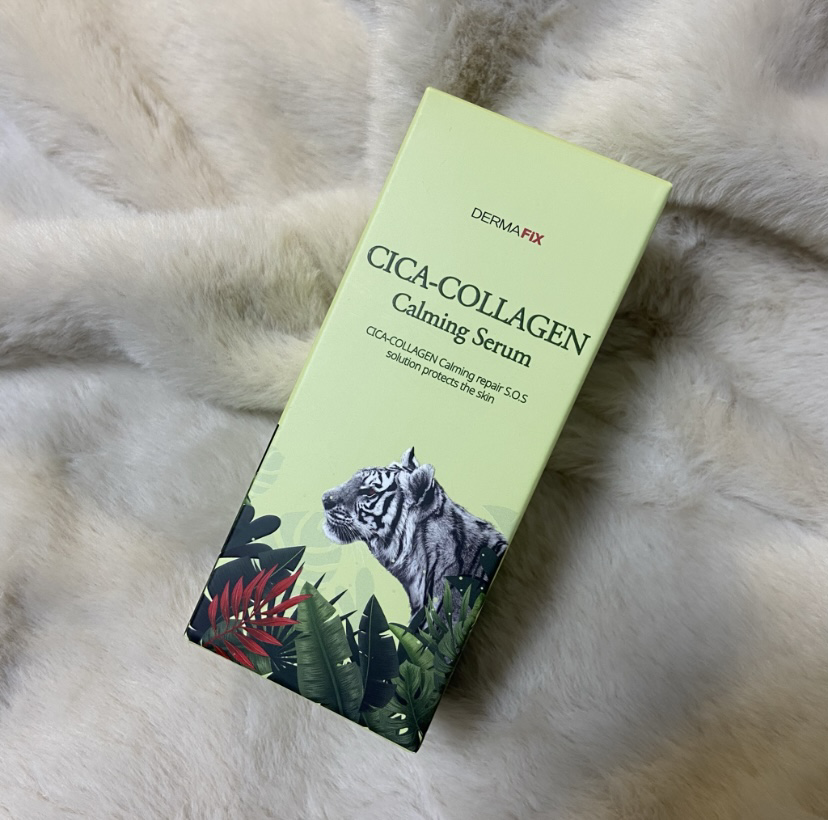 DERMAFIX
CICA-COLLAGEN
Calming Serum
CICA-COLLAGEN Calming repair S.O.S
solution protects the skin